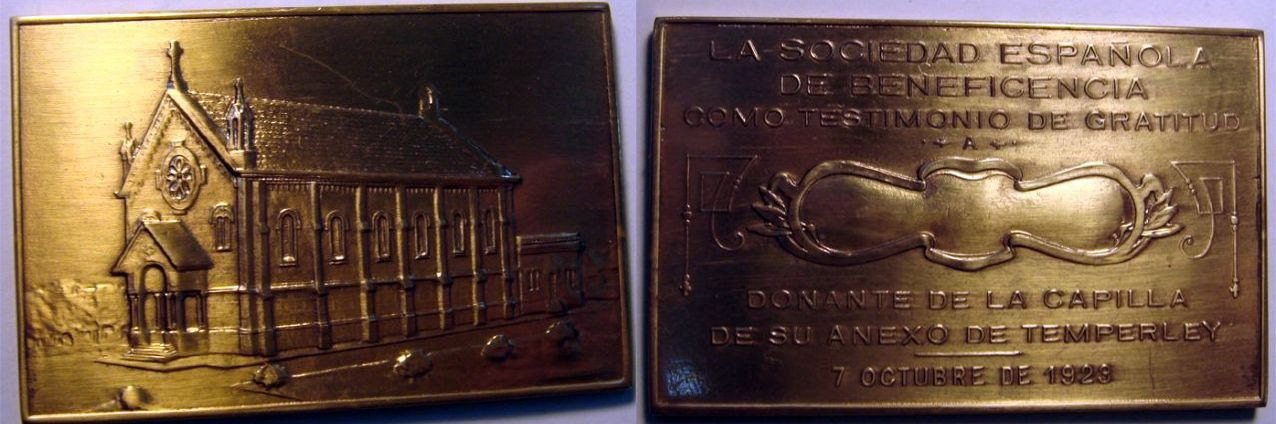 LA SOCIEDAD ESPAÑOLA
DE BENEFICENCIA
COMO TESTIMONIO DE GRATITUD
A
DONANTE DE LA CAPILLA
DE SU ANEXO DE TEMPERLEY
7 OCTUBRE DE 1923